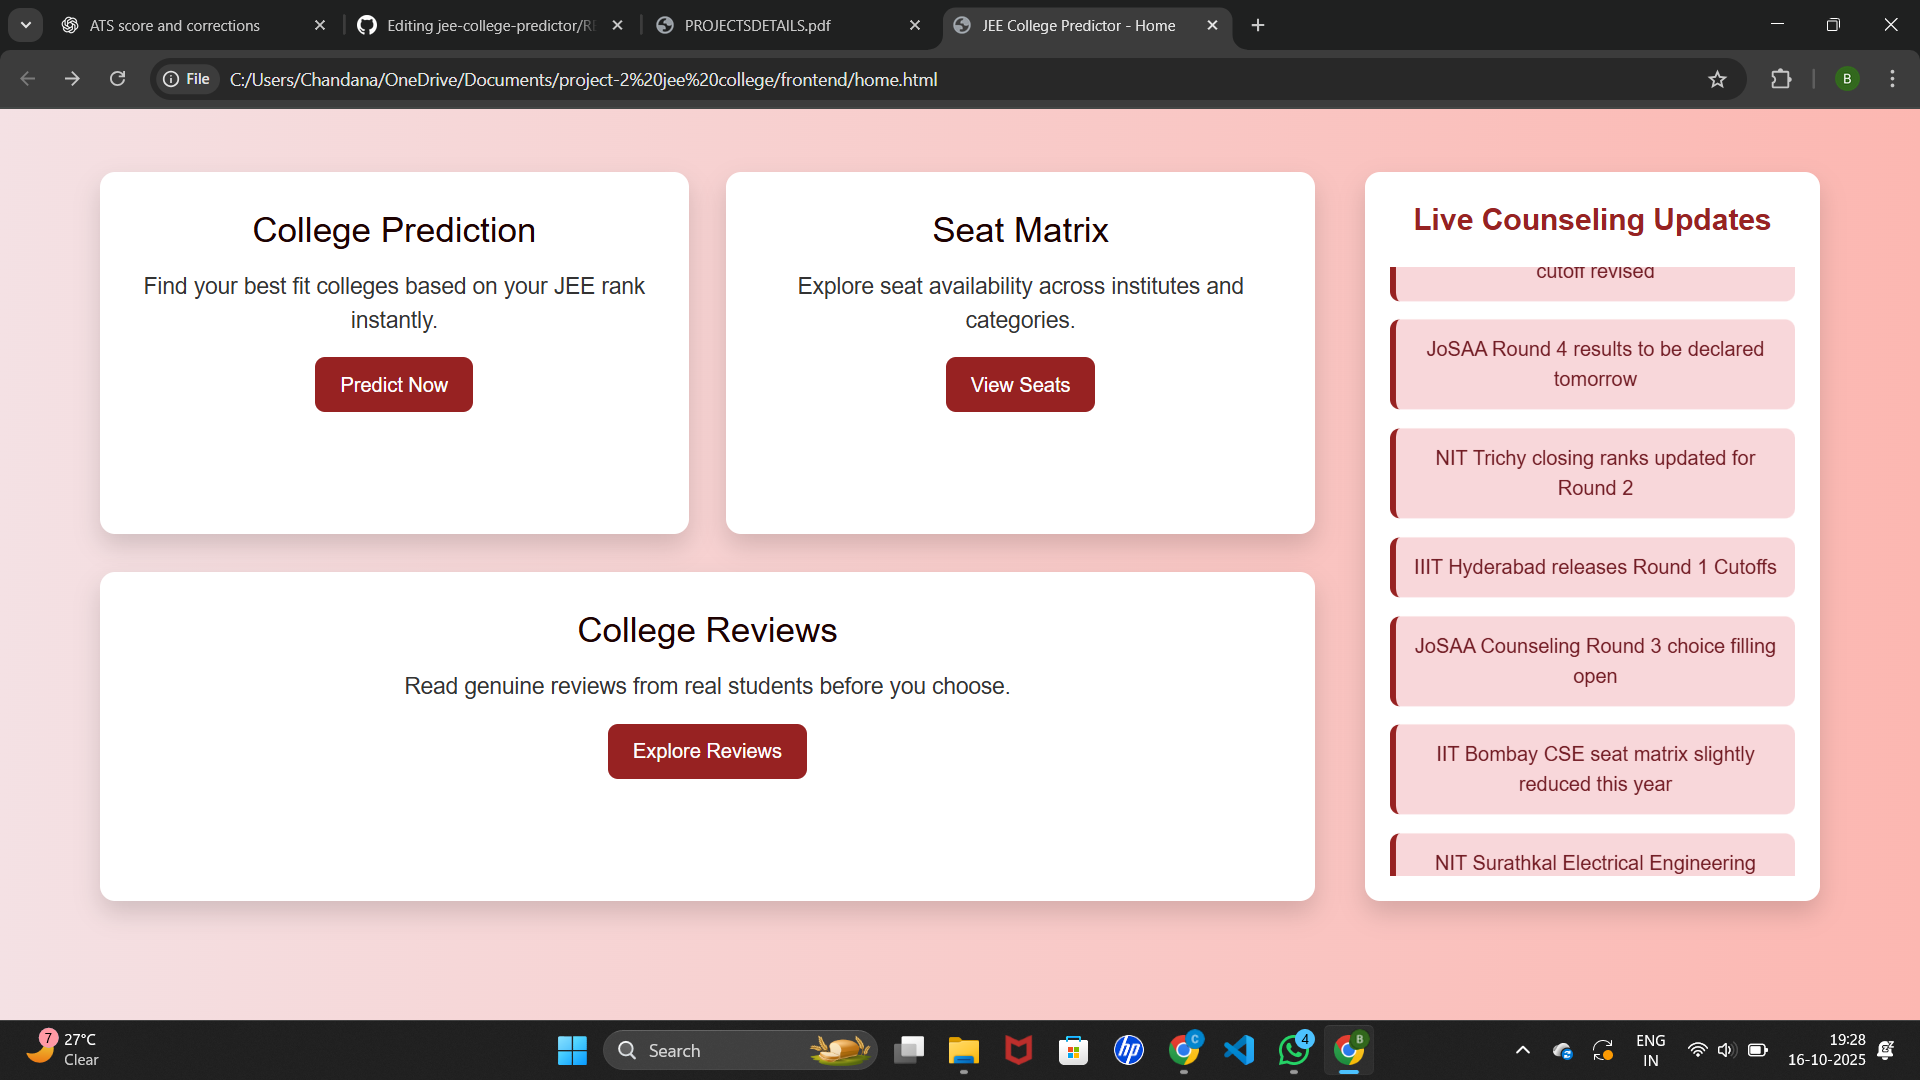 ATS score and corrections
Editing jee-college-predictor/RE
PROJECTSDETAILS.pdf
JEE College Predictor - Home
File
C:/Users/Chandana/OneDrive/Documents/project-2%20jee%20college/frontend/home.html
B
College Prediction
Find your best fit colleges based on your JEE rank
instantly.
Predict Now
Seat Matrix
Explore seat availability across institutes and
categories.
View Seats
College Reviews
Read genuine reviews from real students before you choose.
Explore Reviews
Live Counseling Updates
cutoff revised
JoSAA Round 4 results to be declared
tomorrow
NIT Trichy closing ranks updated for
Round 2
IIIT Hyderabad releases Round 1 Cutoffs
JoSAA Counseling Round 3 choice filling
open
IIT Bombay CSE seat matrix slightly
reduced this year
NIT Surathkal Electrical Engineering
7
27°C
Clear
Search
hp
C
4
B
ENG
IN
19:28
16-10-2025